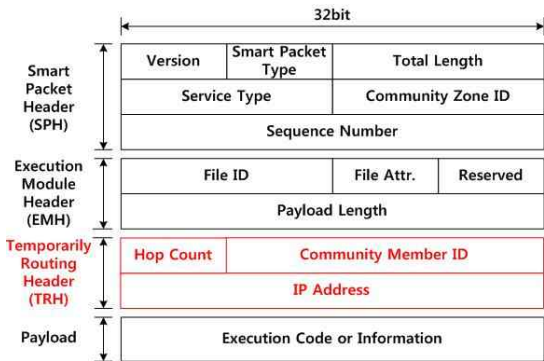 32bit
Smart
Packet
Header
(SPH)
Version
Smart Packet
Type
Total Length
Service Type
Community Zone ID
Sequence Number
Execution
Module
Header
(EMH)
File ID
File Attr.
Reserved
Payload Length
Temporarily
Routing
Header
(TRH)
Hop Count
Community Member ID
IP Address
Payload
Execution Code or Information